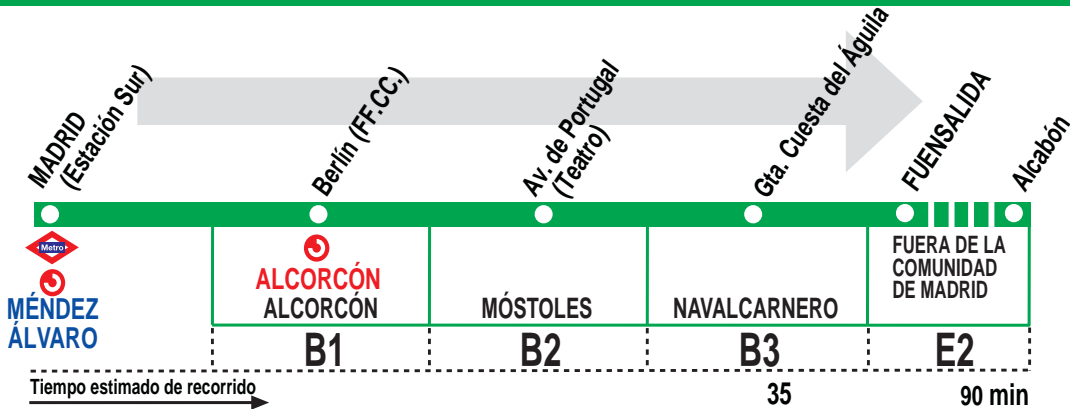 MADRID
(Estación Sur)
Berlín (FF.CC.)
Av. de Portugal
(Teatro)
Gta. Cuesta del Águila
FUENSALIDA
Alcabón
Metro
MÉNDEZ
ÁLVARO
ALCORCÓN
ALCORCÓN
MÓSTOLES
NAVALCARNERO
FUERA DE LA
COMUNIDAD
DE MADRID
B1
B2
B3
E2
Tiempo estimado de recorrido
35
90 min